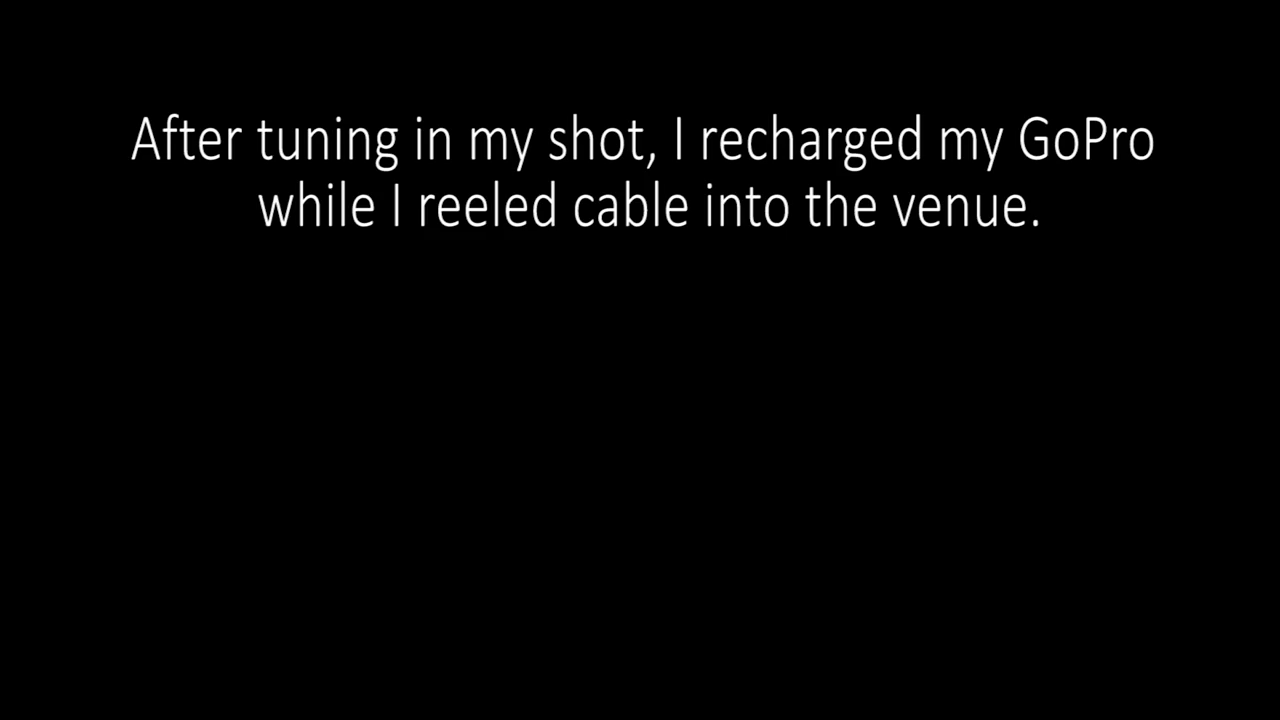 After tuning in my shot, I recharged my GoPro
while I reeled cable into the venue.